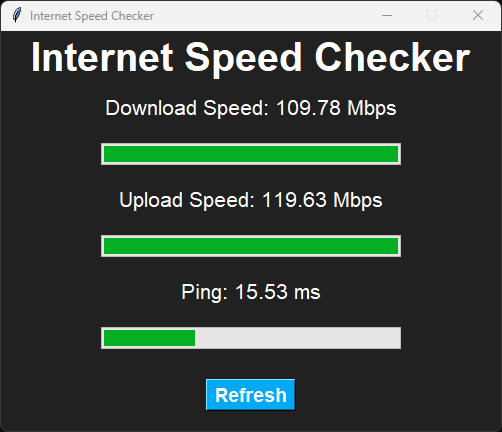 Internet Speed Checker
Internet Speed Checker
Download Speed: 109.78 Mbps
Upload Speed: 119.63 Mbps
Ping: 15.53 ms
Refresh